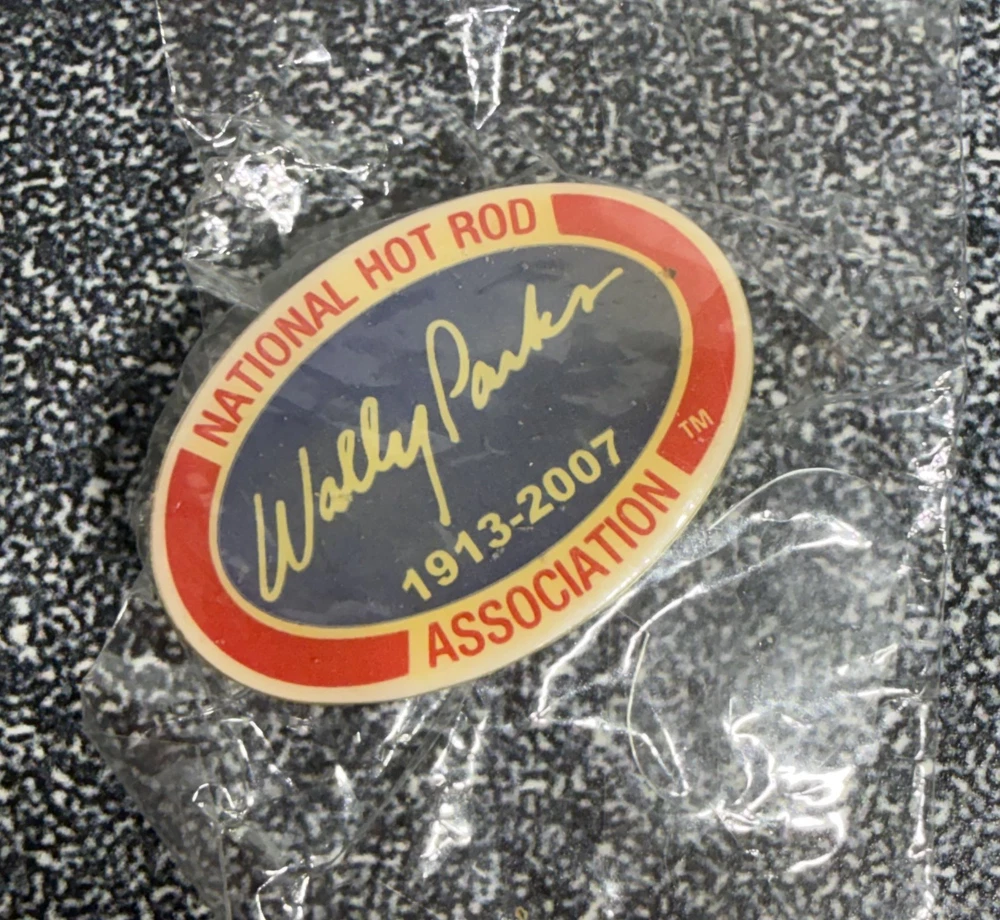 NATIONAL HOT ROD
Wally Parks
1913-2007
ASSOCIATION
TM